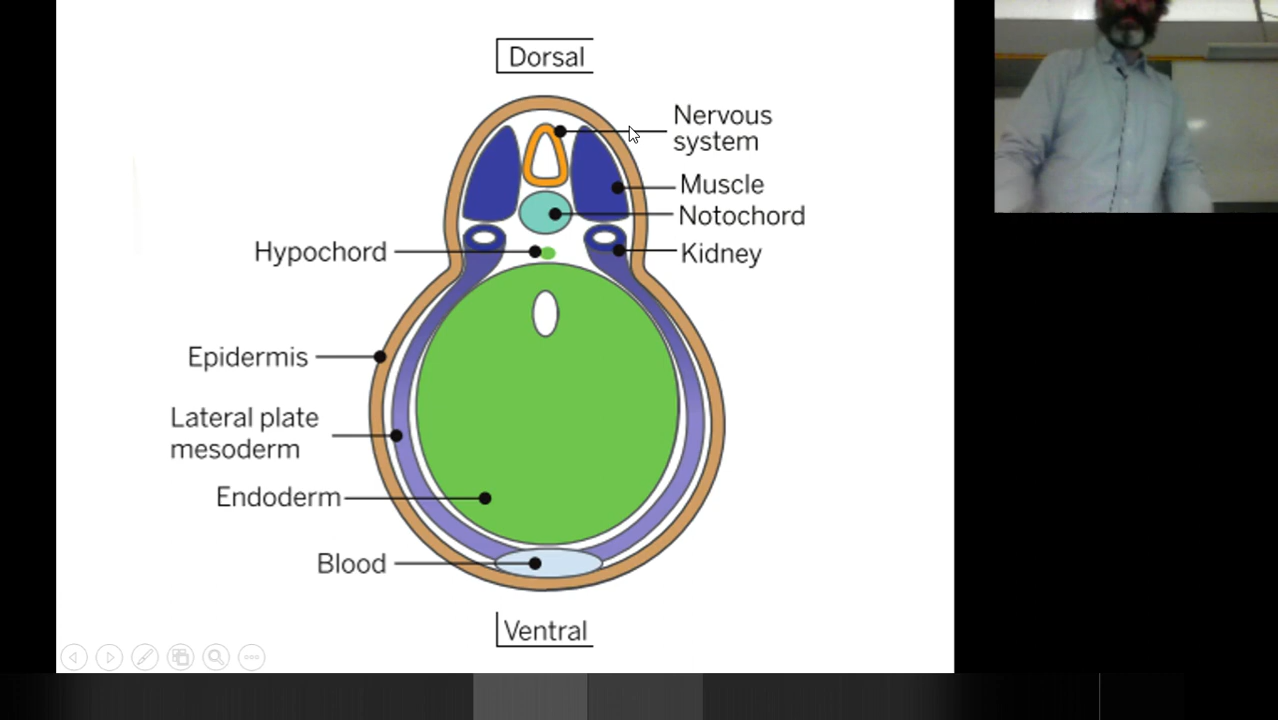 Dorsal
Nervous
system
Muscle
Notochord
Hypochord
Kidney
Epidermis
Lateral plate
mesoderm
Endoderm
Blood
Ventral